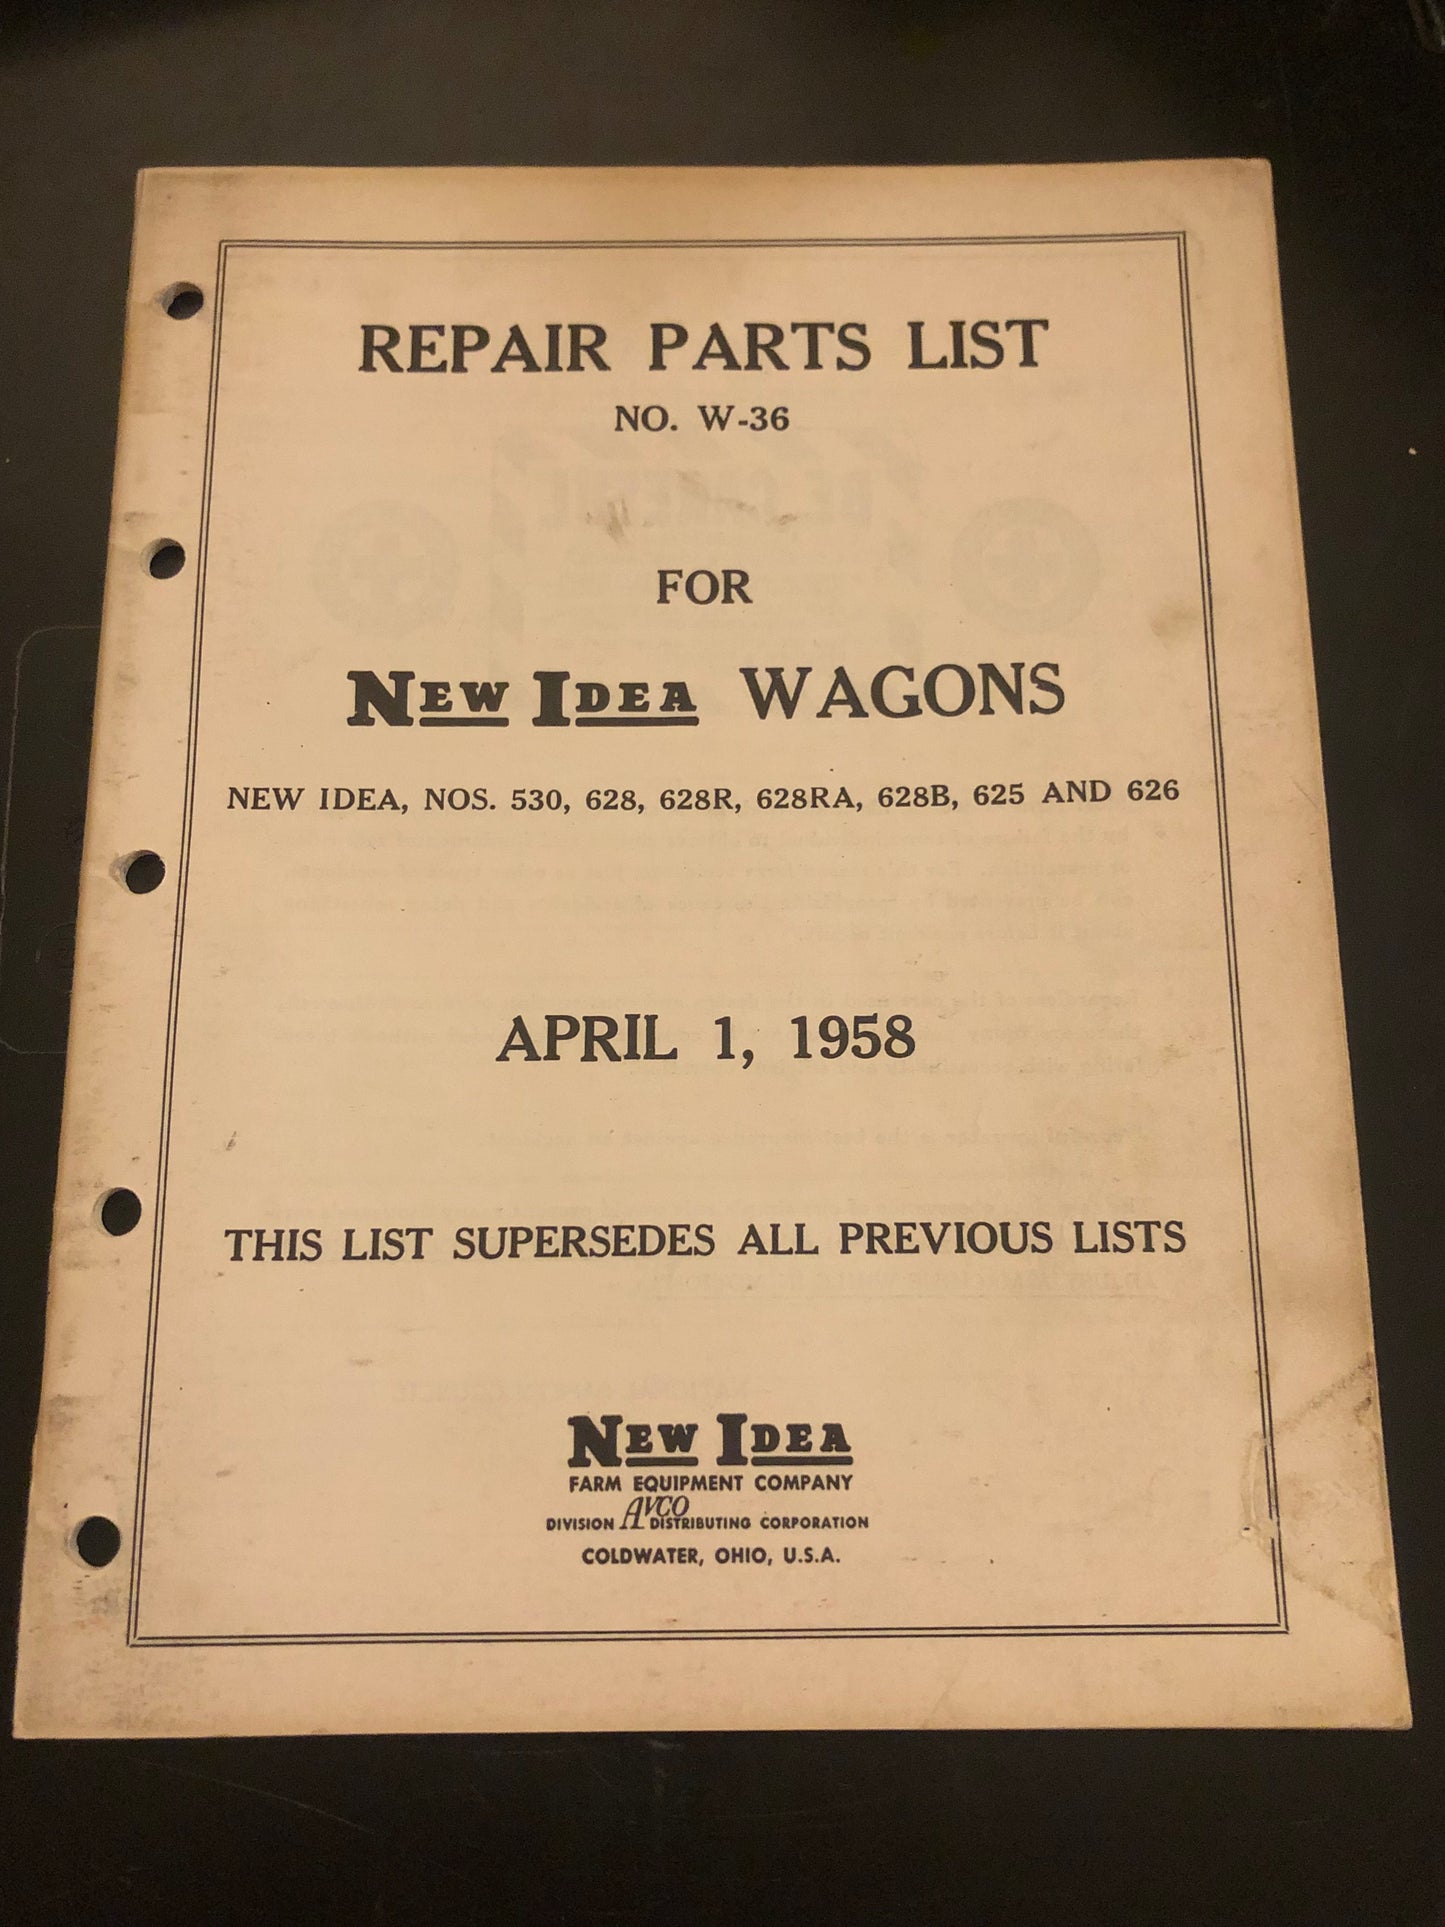 REPAIR PARTS LIST
NO. W-36
FOR
NEW IDEA WAGONS
NEW IDEA, NOS. 530, 628, 628R, 628RA, 628B, 625 AND 626
APRIL 1, 1958
THIS LIST SUPERSEDES ALL PREVIOUS LISTS
NEW IDEA
FARM EQUIPMENT COMPANY
DIVISION AVCO DISTRIBUTING CORPORATION
COLDWATER, OHIO, U.S.A.